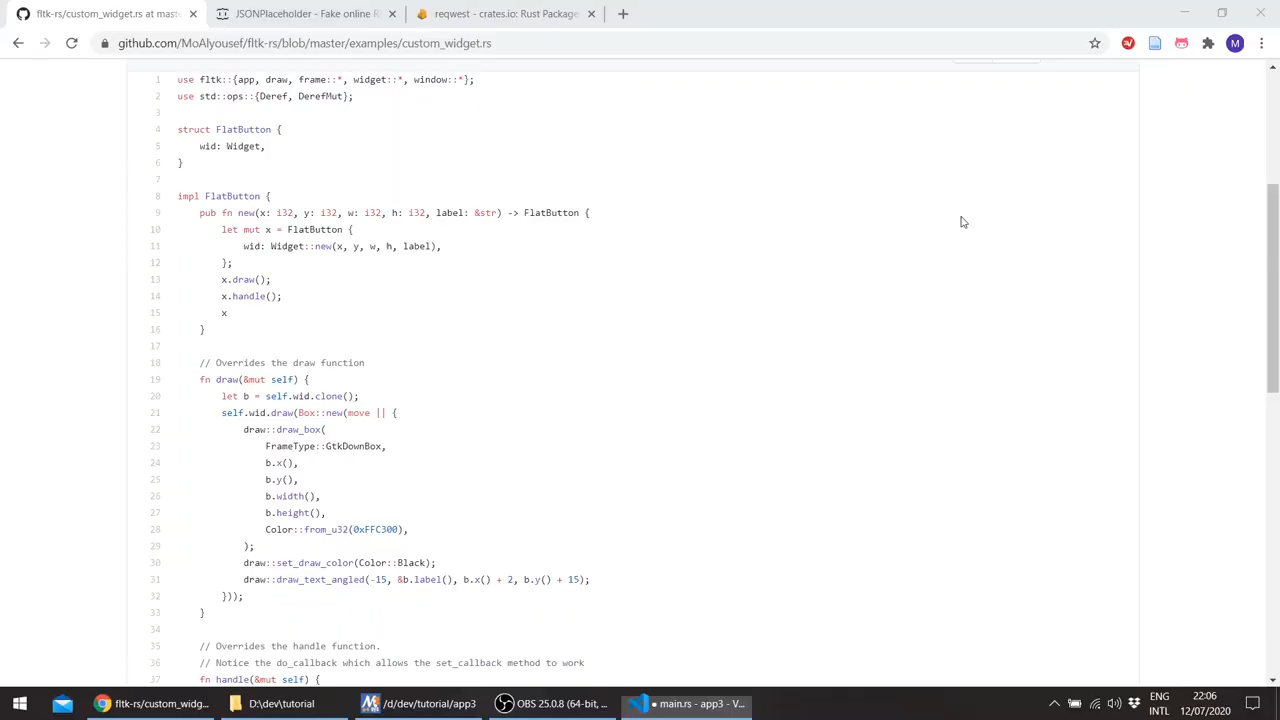 fltk-rs/custom_widget.rs at mast
JSONPlaceholder - Fake online R
reqwest - crates.io: Rust Package
github.com/MoAlyousef/fltk-rs/blob/master/examples/custom_widget.rs
M
1 use fltk::{app, draw, frame::*, widget::*, window::*};
2 use std::ops::{Deref, DerefMut};
3
4 struct FlatButton {
5 wid: Widget,
6 }
7
8 impl FlatButton {
9 pub fn new(x: i32, y: i32, w: i32, h: i32, label: &str) -> FlatButton {
10 let mut x = FlatButton {
11 wid: Widget::new(x, y, w, h, label),
12 };
13 x.draw();
14 x.handle();
15 x
16 }
17
18 // Overrides the draw function
19 fn draw(&mut self) {
20 let b = self.wid.clone();
21 self.wid.draw(Box::new(move || {
22 draw::draw_box(
23 FrameType::GtkDownBox,
24 b.x(),
25 b.y(),
26 b.width(),
27 b.height(),
28 Color::from_u32(0xFFC300),
29 );
30 draw::set_draw_color(Color::Black);
31 draw::draw_text_angled(-15, &b.label(), b.x() + 2, b.y() + 15);
32 }));
33 }
34
35 // Overrides the handle function.
36 // Notice the do_callback which allows the set_callback method to work
37 fn handle(&mut self) {
fltk-rs/custom_widg...
D:\dev\tutorial
/d/dev/tutorial/app3
OBS 25.0.8 (64-bit, ...
● main.rs - app3 - V...
ENG
INTL
22:06
12/07/2020